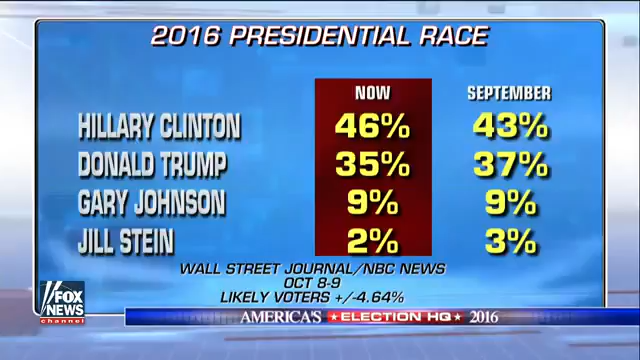 2016 PRESIDENTIAL RACE
NOW SEPTEMBER
HILLARY CLINTON 46% 43%
DONALD TRUMP 35% 37%
GARY JOHNSON 9% 9%
JILL STEIN 2% 3%
WALL STREET JOURNAL/NBC NEWS
OCT 8-9
LIKELY VOTERS +/-4.64%
FOX
NEWS
channel
AMERICA'S ELECTION HQ 2016